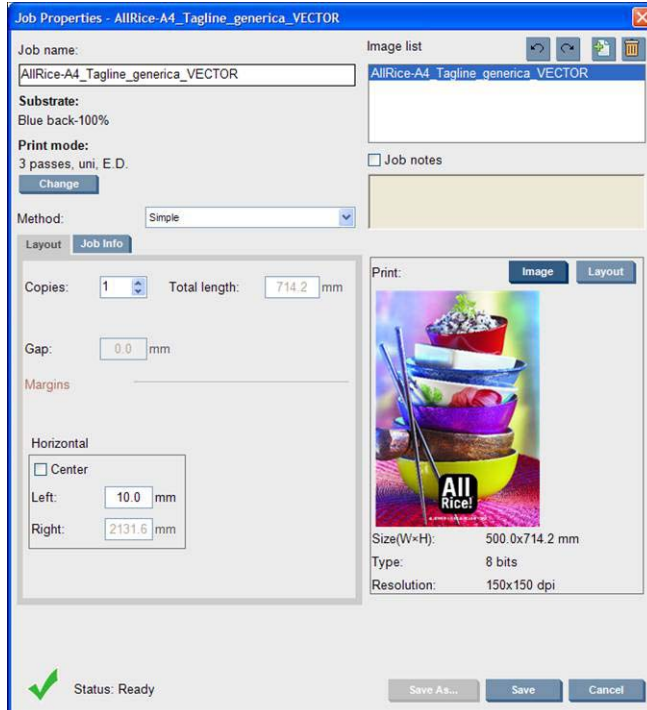 Job Properties - AllRice-A4_Tagline_generica_VECTOR
Job name:
AllRice-A4_Tagline_generica_VECTOR
Substrate:
Blue back-100%
Print mode:
3 passes, uni, E.D.
Change
Method:
Simple
Image list
AllRice-A4_Tagline_generica_VECTOR
Job notes
Layout
Job Info
Copies:
1
Total length:
714.2 mm
Gap:
0.0 mm
Margins
Horizontal
Center
Left:
10.0 mm
Right:
2131.6 mm
Print:
Image
Layout
All
Rice!
Size(W×H):
500.0x714.2 mm
Type:
8 bits
Resolution:
150x150 dpi
Status: Ready
Save As...
Save
Cancel